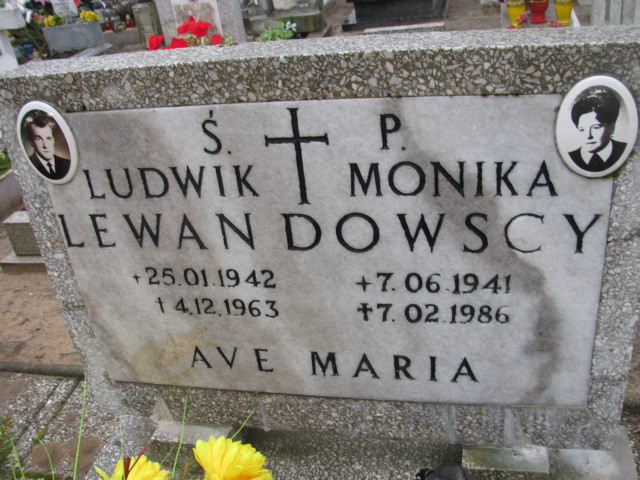 Ś. † P.
LUDWIK MONIKA
LEWANDOWSCY
+25.01.1942 +7.06.1941
†4.12.1963 ✝7.02.1986
AVE MARIA